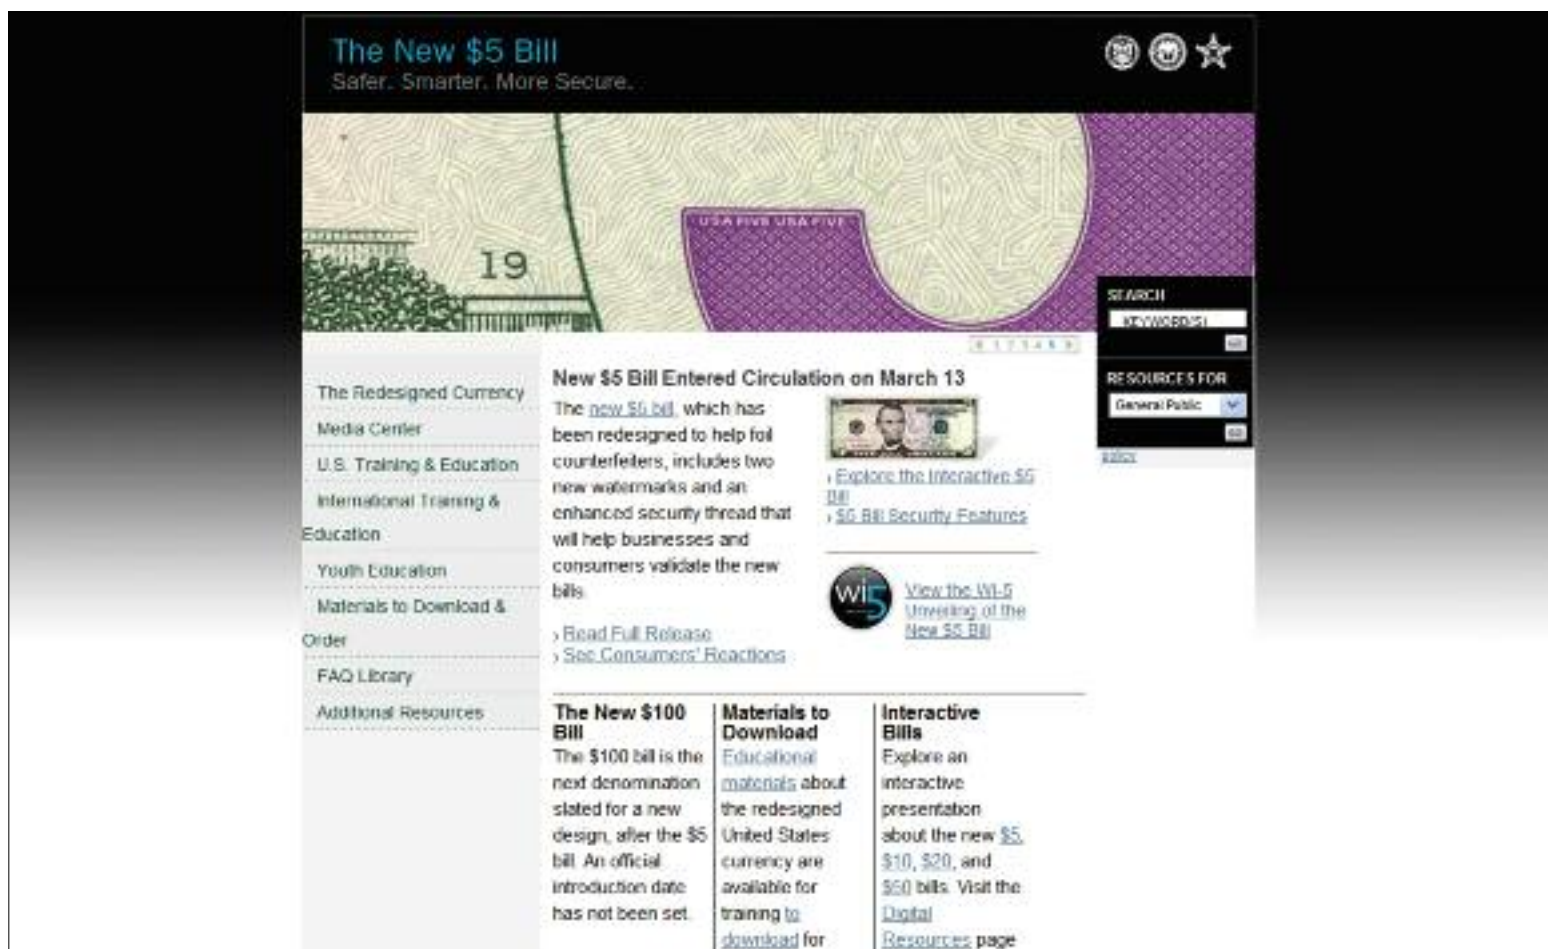 The New $5 Bill
Safer. Smarter. More Secure.
USA FIVE USA FIVE
19
SEARCH
KEYWORD(S)
RESOURCES FOR
General Public
policy
The Redesigned Currency
Media Center
U.S. Training & Education
International Training &
Education
Youth Education
Materials to Download &
Order
FAQ Library
Additional Resources
New $5 Bill Entered Circulation on March 13
The new $5 bill, which has
been redesigned to help foil
counterfeiters, includes two
new watermarks and an
enhanced security thread that
will help businesses and
consumers validate the new
bills.
› Read Full Release
› See Consumers' Reactions
› Explore the Interactive $5
Bill
› $5 Bill Security Features
wi5
View the Wi-5
Unveiling of the
New $5 Bill
The New $100
Bill
The $100 bill is the
next denomination
slated for a new
design, after the $5
bill. An official
introduction date
has not been set.
Materials to
Download
Educational
materials about
the redesigned
United States
currency are
available for
training to
download for
Interactive
Bills
Explore an
interactive
presentation
about the new $5,
$10, $20, and
$50 bills. Visit the
Digital
Resources page